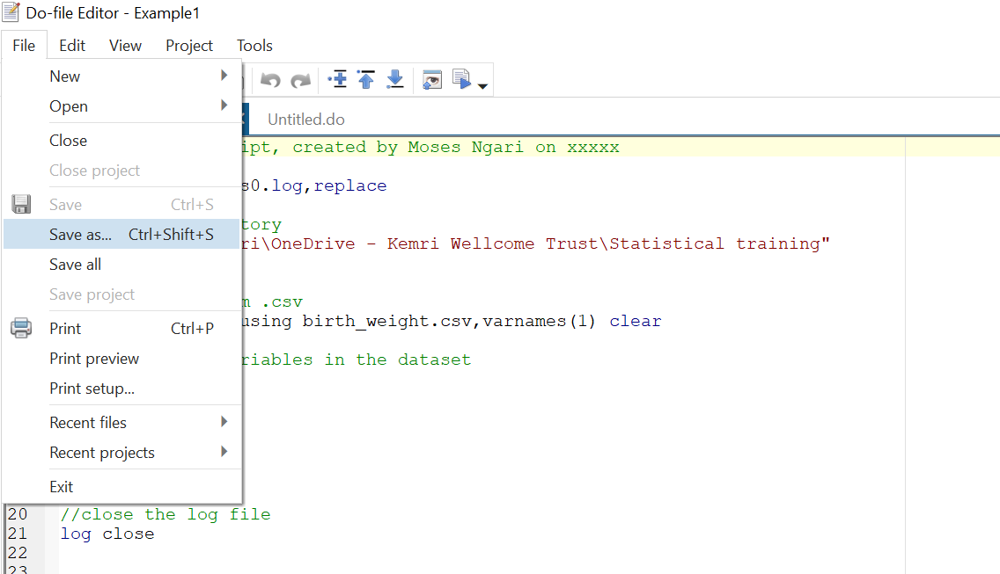 Do-file Editor - Example1
File Edit View Project Tools
New
Open
Close
Close project
Save Ctrl+S
Save as... Ctrl+Shift+S
Save all
Save project
Print Ctrl+P
Print preview
Print setup...
Recent files
Recent projects
Exit
Untitled.do
ipt, created by Moses Ngari on xxxxx
s0.log,replace
tory
ri\OneDrive - Kemri Wellcome Trust\Statistical training"
.csv
using birth_weight.csv,varnames(1) clear
riables in the dataset
20 //close the log file
21 log close
22
23